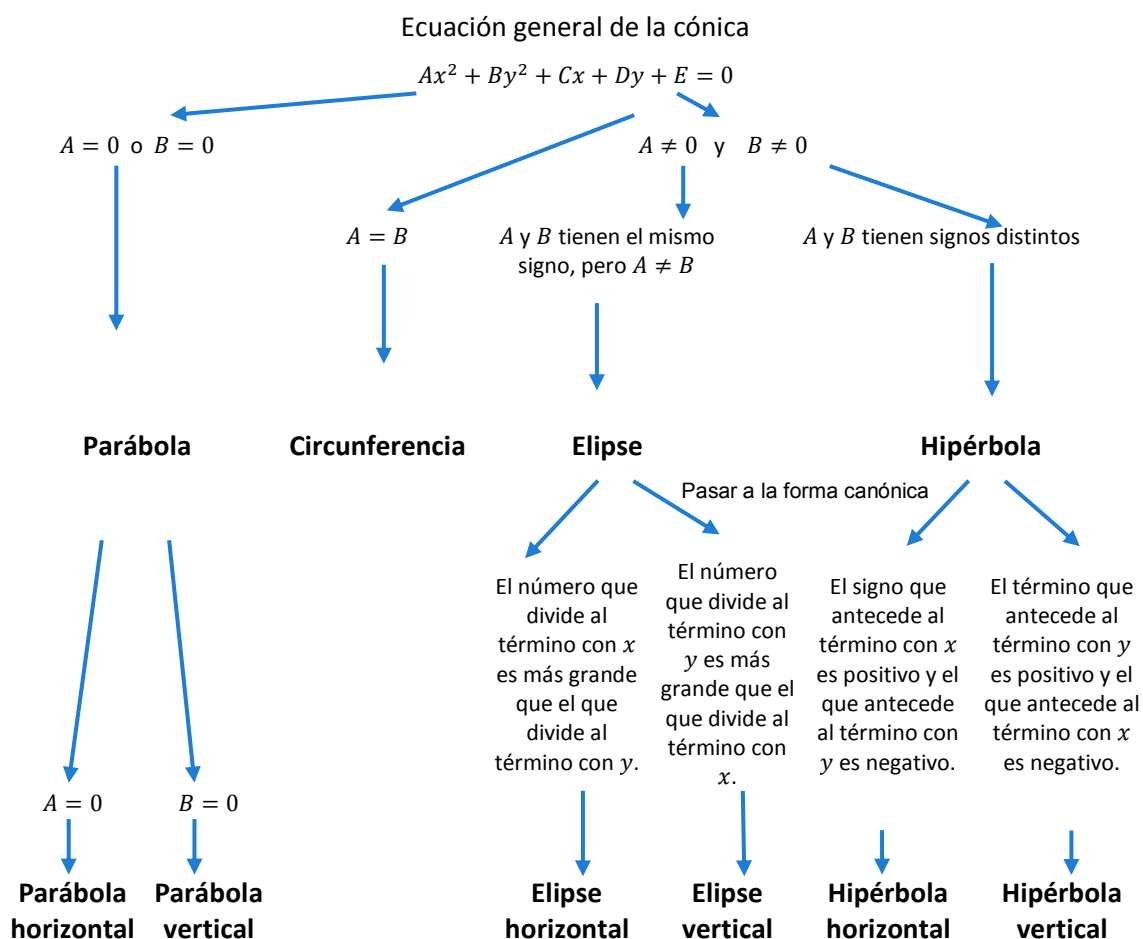 Ecuación general de la cónica
𝐴𝑥² + 𝐵𝑦² + 𝐶𝑥 + 𝐷𝑦 + 𝐸 = 0
𝐴 = 0 o 𝐵 = 0
𝐴 ≠ 0 y 𝐵 ≠ 0
𝐴 = 𝐵
𝐴 y 𝐵 tienen el mismo
signo, pero 𝐴 ≠ 𝐵
𝐴 y 𝐵 tienen signos distintos
Parábola
Circunferencia
Elipse
Hipérbola
Pasar a la forma canónica
El número que
divide al
término con 𝑥
es más grande
que el que
divide al
término con 𝑦.
El número
que divide al
término con
𝑦 es más
grande que el
que divide al
término con
𝑥.
El signo que
antecede al
término con 𝑥
es positivo y el
que antecede
al término con
𝑦 es negativo.
El término que
antecede al
término con 𝑦
es positivo y el
que antecede al
término con 𝑥
es negativo.
𝐴 = 0
𝐵 = 0
Parábola
horizontal
Parábola
vertical
Elipse
horizontal
Elipse
vertical
Hipérbola
horizontal
Hipérbola
vertical